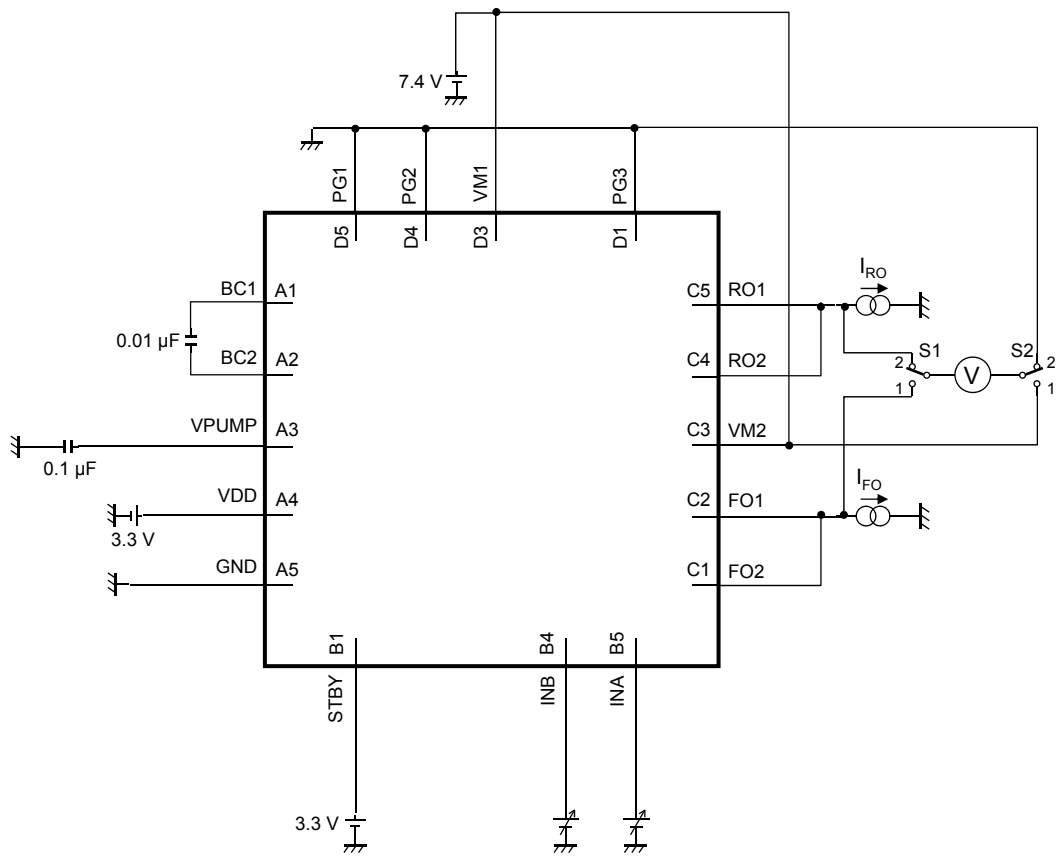 7.4 V
PG1
PG2
VM1
PG3
D5
D4
D3
D1
BC1
A1
0.01 µF
BC2
A2
VPUMP
A3
0.1 µF
VDD
A4
3.3 V
GND
A5
C5
RO1
IRO
C4
RO2
S1
2
1
V
S2
2
1
C3
VM2
C2
FO1
IFO
C1
FO2
B1
B4
B5
STBY
INB
INA
3.3 V